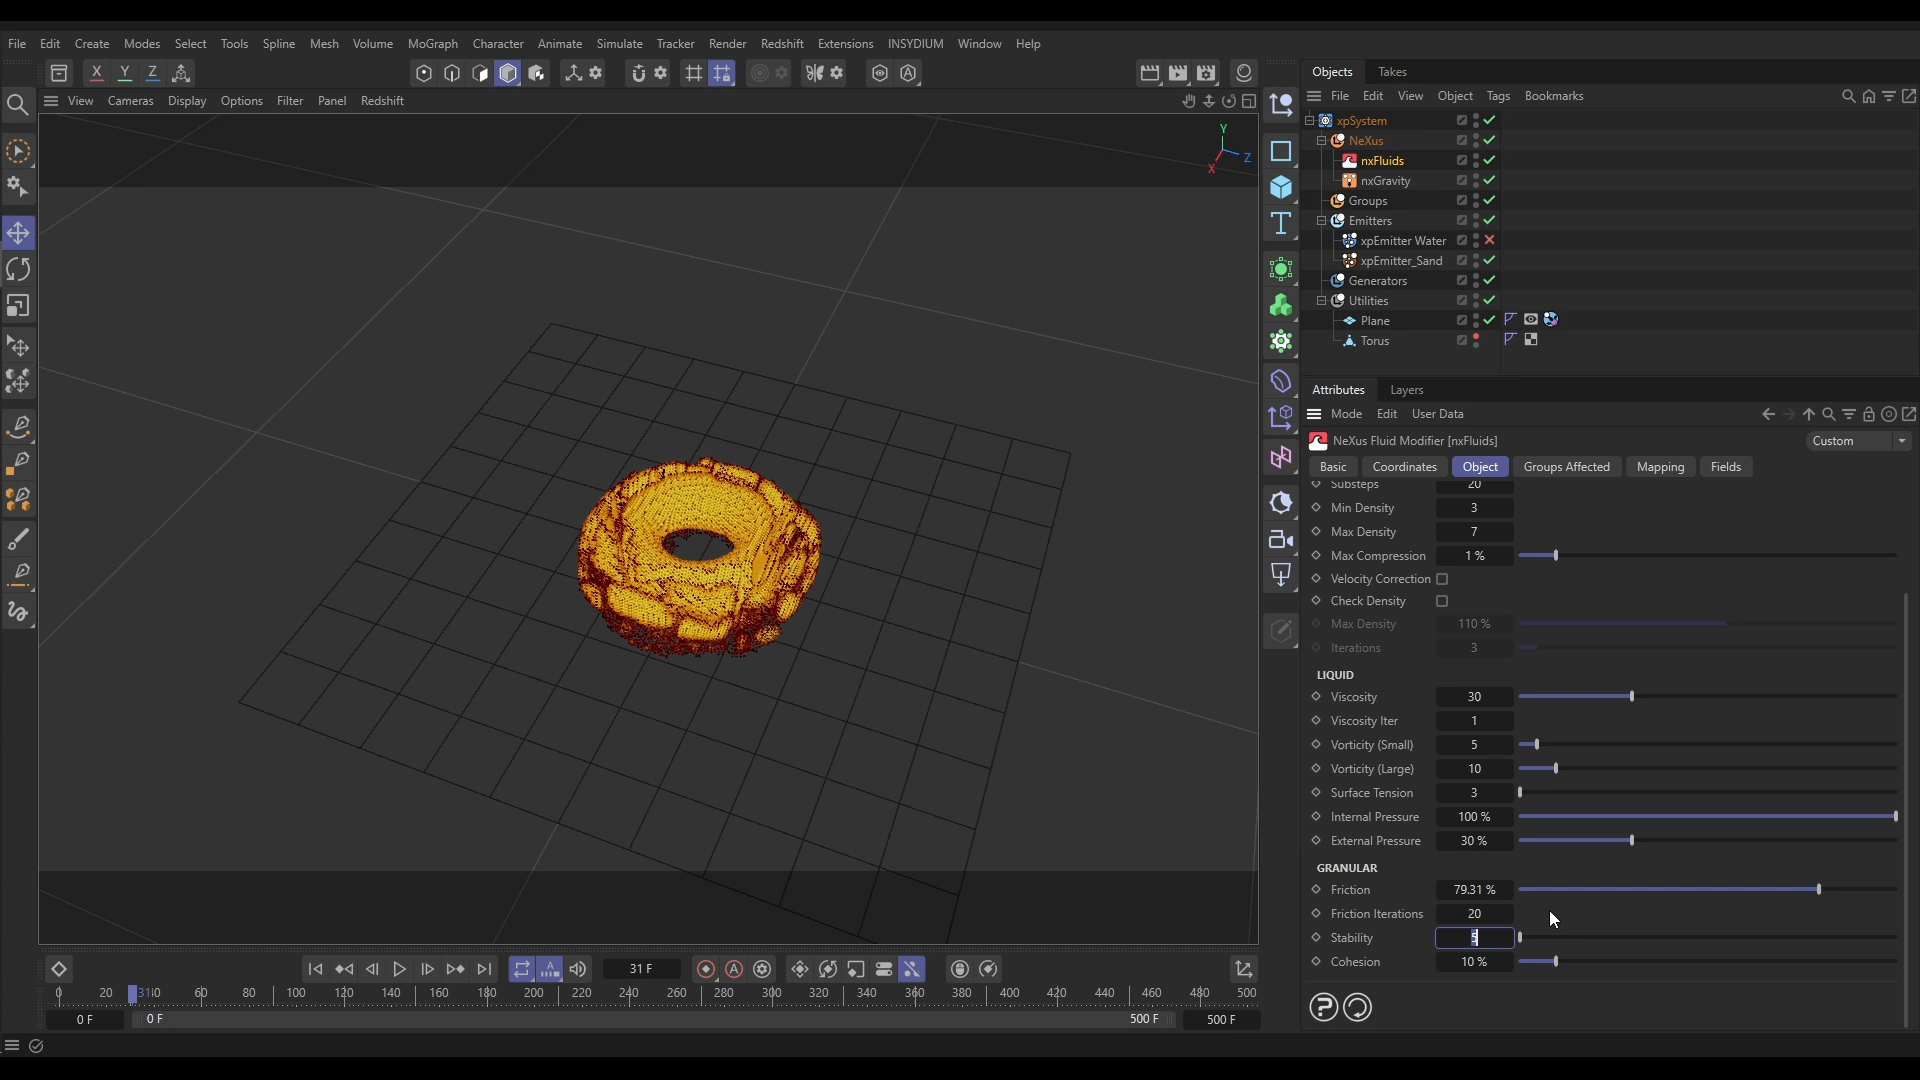 File Edit Create Modes Select Tools Spline Mesh Volume MoGraph Character Animate Simulate Tracker Render Redshift Extensions INSYDIUM Window Help
X Y Z
View Cameras Display Options Filter Panel Redshift
Y
Z
X
Objects Takes
File Edit View Object Tags Bookmarks
xpSystem
NeXus
nxFluids
nxGravity
Groups
Emitters
xpEmitter Water
xpEmitter_Sand
Generators
Utilities
Plane
Torus
Attributes Layers
Mode Edit User Data
NeXus Fluid Modifier [nxFluids] Custom
Basic Coordinates Object Groups Affected Mapping Fields
Substeps 20
Min Density 3
Max Density 7
Max Compression 1 %
Velocity Correction
Check Density
Max Density 110 %
Iterations 3
LIQUID
Viscosity 30
Viscosity Iter 1
Vorticity (Small) 5
Vorticity (Large) 10
Surface Tension 3
Internal Pressure 100 %
External Pressure 30 %
GRANULAR
Friction 79.31 %
Friction Iterations 20
Stability 5
Cohesion 10 %
31 F
0 20 31 60 80 100 120 140 160 180 200 220 240 260 280 300 320 340 360 380 400 420 440 460 480 500
0 F 0 F 500 F 500 F